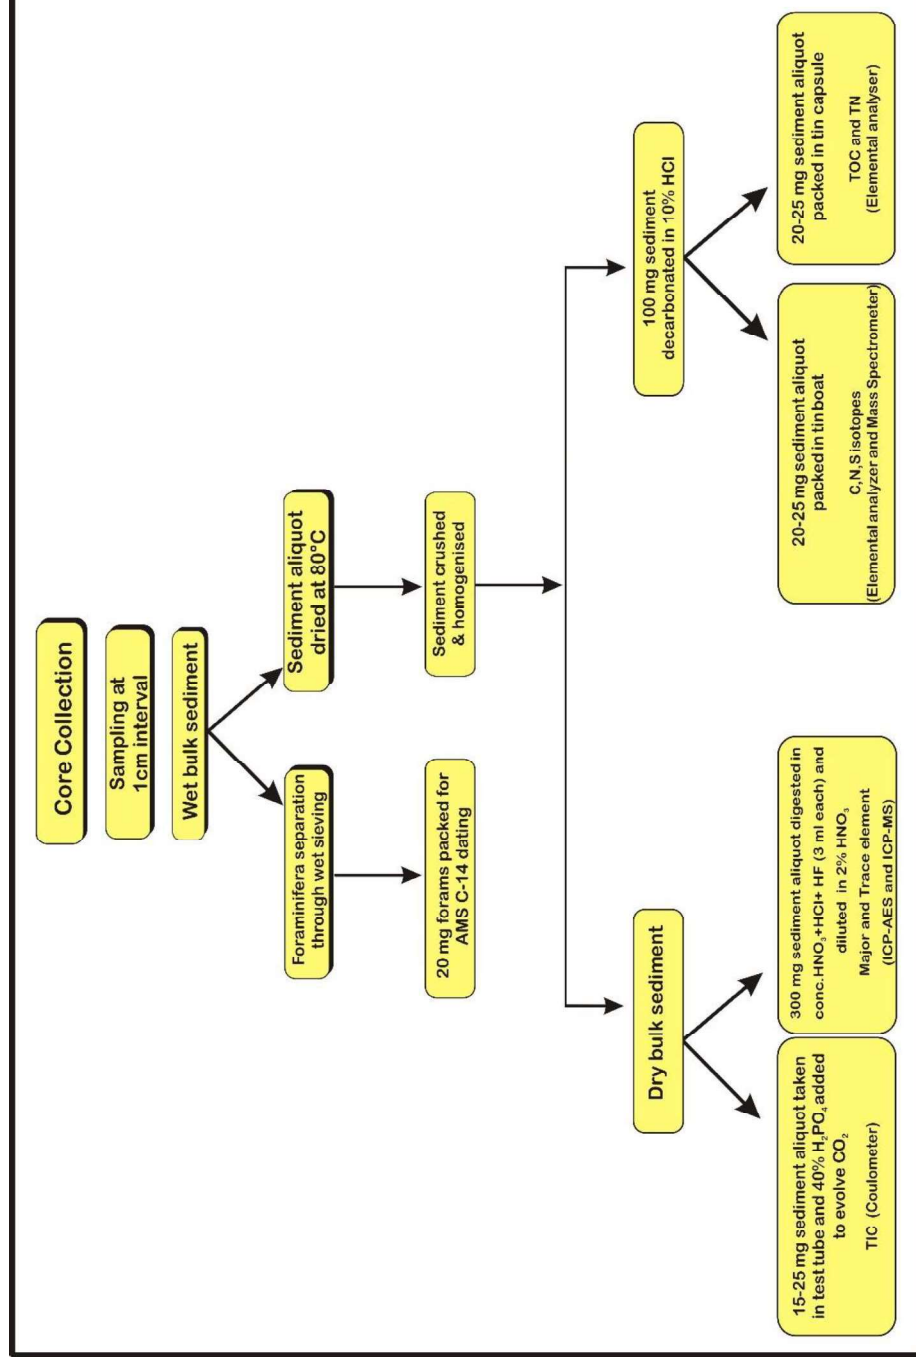 Core Collection
Sampling at
1cm interval
Wet bulk sediment
Foraminifera separation
through wet sieving
Sediment aliquot
dried at 80°C
20 mg forams packed for
AMS C-14 dating
Sediment crushed
& homogenised
Dry bulk sediment
100 mg sediment
decarbonated in 10% HCl
15-25 mg sediment aliquot taken
in test tube and 40% H₂PO₄ added
to evolve CO₂
TIC (Coulometer)
300 mg sediment aliquot digested in
conc.HNO₃+HCl+ HF (3 ml each) and
diluted in 2% HNO₃
Major and Trace element
(ICP-AES and ICP-MS)
20-25 mg sediment aliquot
packed in tinboat
C,N,S isotopes
(Elemental analyzer and Mass Spectrometer)
20-25 mg sediment aliquot
packed in tin capsule
TOC and TN
(Elemental analyser)